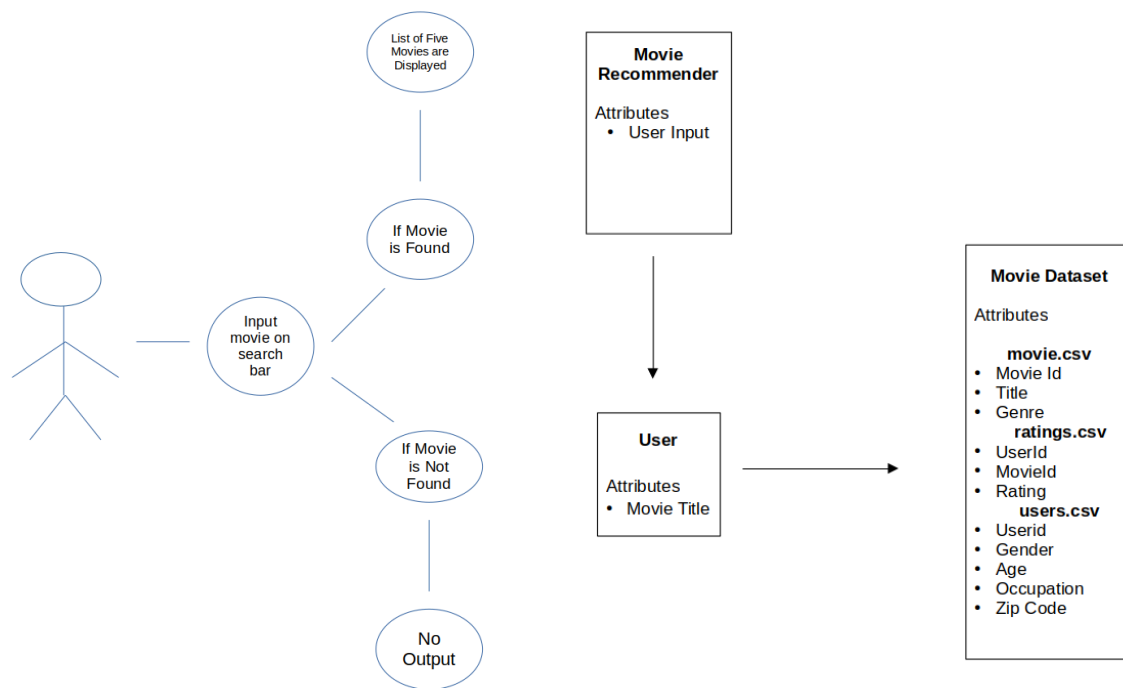 List of Five
Movies are
Displayed
If Movie
is Found
Input
movie on
search
bar
If Movie
is Not
Found
No
Output
Movie
Recommender
Attributes
• User Input
User
Attributes
• Movie Title
Movie Dataset
Attributes
movie.csv
• Movie Id
• Title
• Genre
ratings.csv
• UserId
• MovieId
• Rating
users.csv
• Userid
• Gender
• Age
• Occupation
• Zip Code